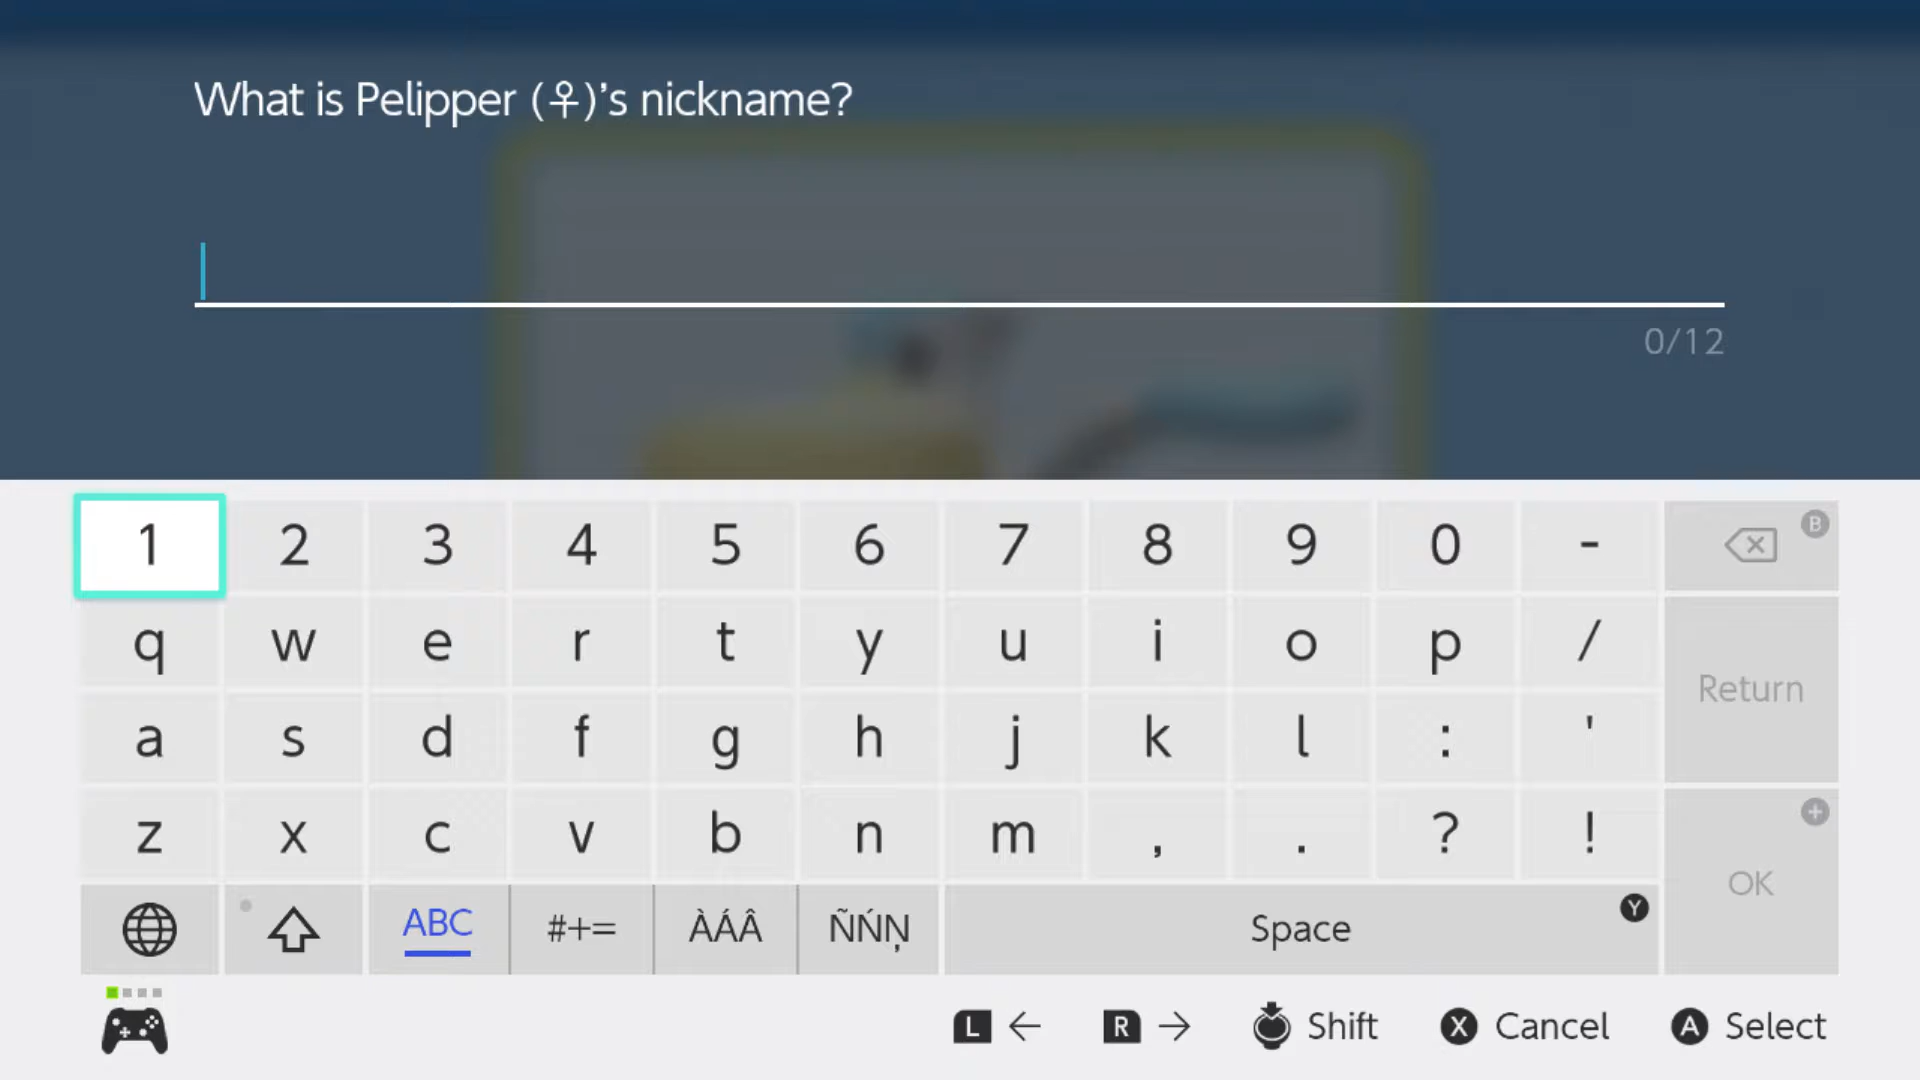 What is Pelipper (♀)'s nickname?
0/12
1 2 3 4 5 6 7 8 9 0 - B
q w e r t y u i o p /
Return
a s d f g h j k l : '
z x c v b n m , . ? ! +
OK
ABC #+= ÀÁÂ ÑŃŅ Space Y
L ← R → Shift X Cancel A Select